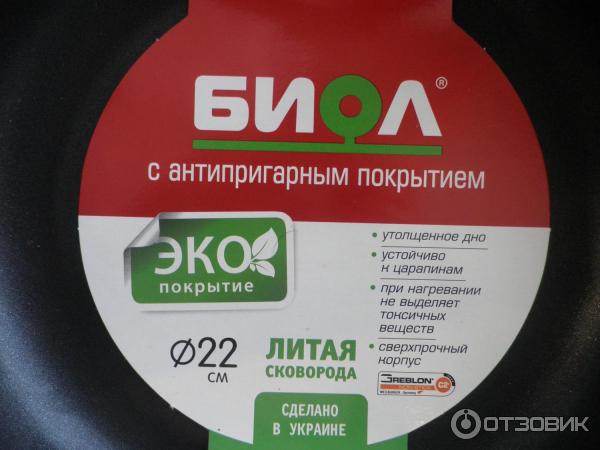 БИОЛ®
с антипригарным покрытием
ЭКО
покрытие
• утолщенное дно
• устойчиво
к царапинам
• при нагревании
не выделяет
токсичных
веществ
• сверхпрочный
корпус
Ø22
см
ЛИТАЯ
СКОВОРОДА
GREBLON
C2
СДЕЛАНО
В УКРАИНЕ
ОТЗОВИК